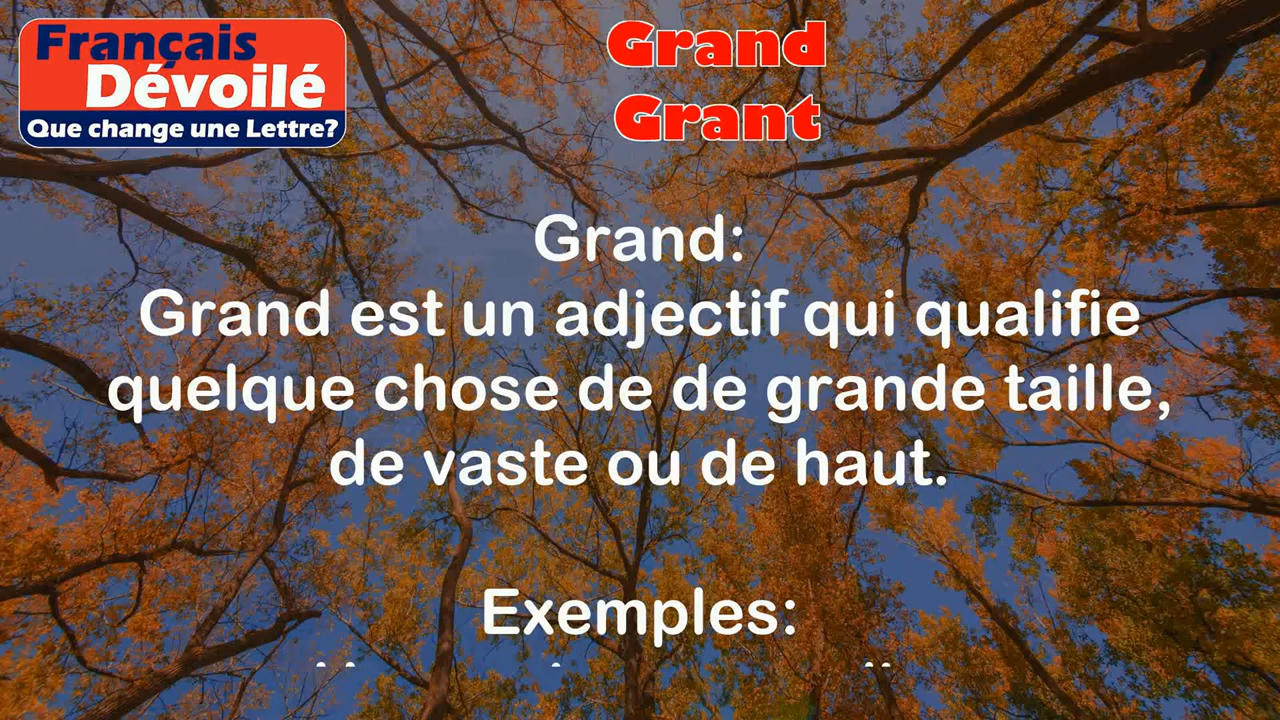 Français
Dévoilé
Que change une Lettre?
Grand
Grant
Grand:
Grand est un adjectif qui qualifie
quelque chose de de grande taille,
de vaste ou de haut.
Exemples: